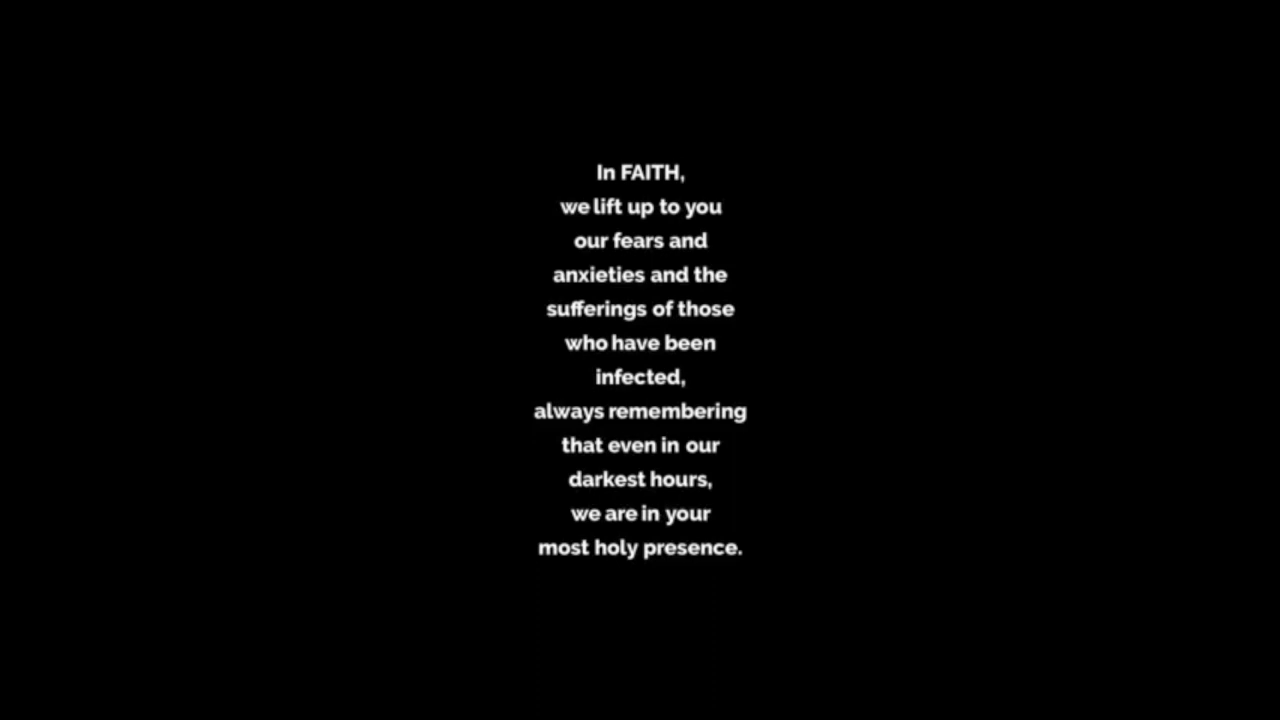 In FAITH,
we lift up to you
our fears and
anxieties and the
sufferings of those
who have been
infected,
always remembering
that even in our
darkest hours,
we are in your
most holy presence.